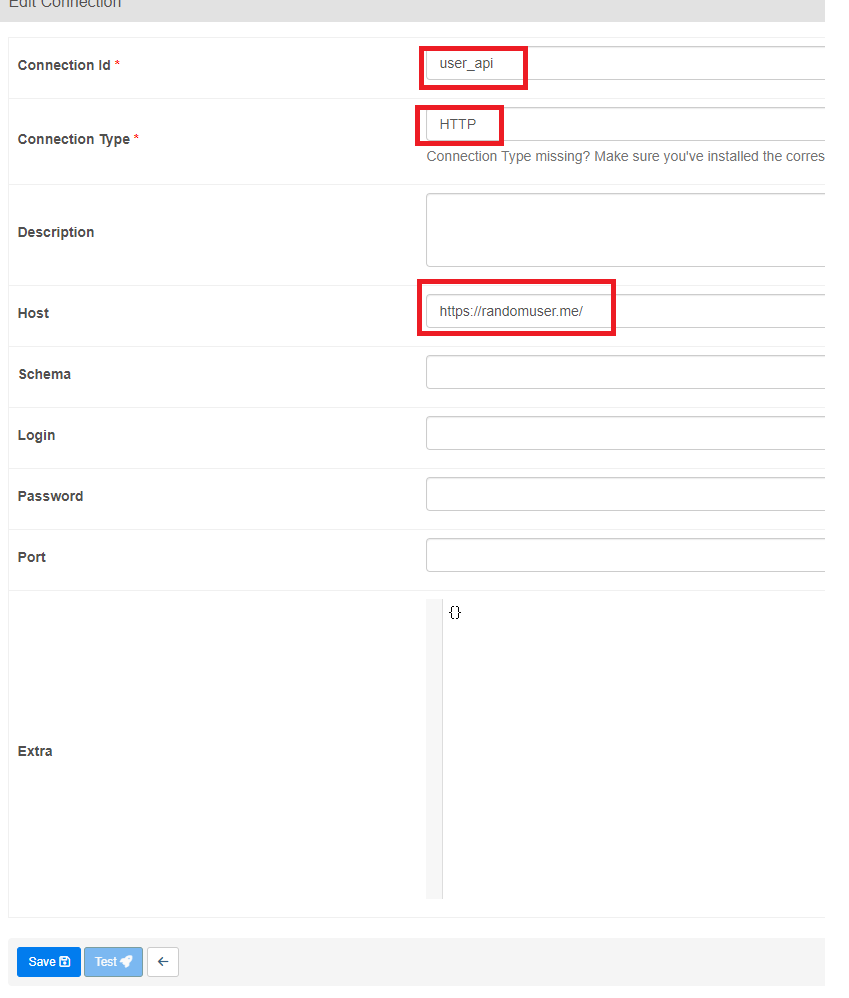 Edit Connection
Connection Id *
user_api
Connection Type *
HTTP
Connection Type missing? Make sure you've installed the corres
Description
Host
https://randomuser.me/
Schema
Login
Password
Port
Extra
{}
Save
Test